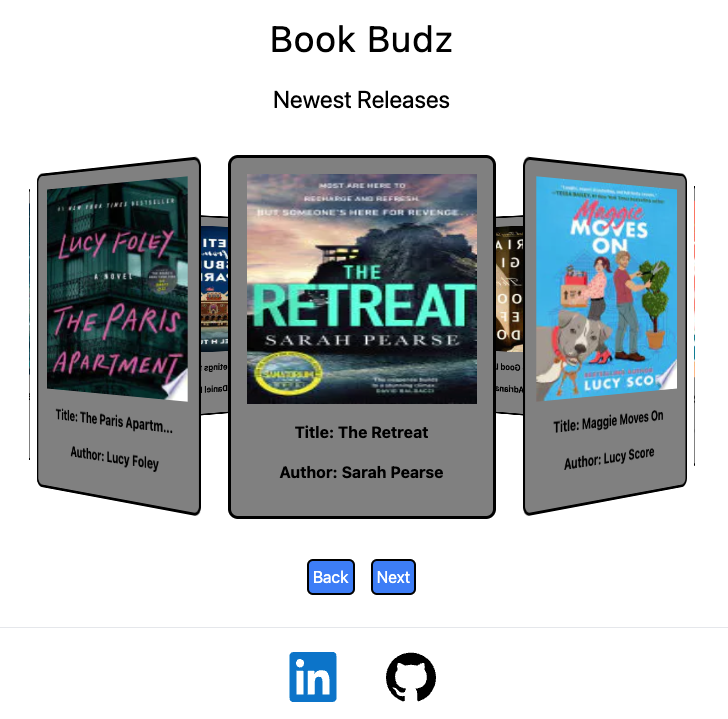 Book Budz
Newest Releases
#1 NEW YORK TIMES BESTSELLER
LUCY FOLEY
A NOVEL
THE PARIS
APARTMENT
Title: The Paris Apartm...
Author: Lucy Foley
MOST ARE HERE TO
RECHARGE AND REFRESH.
BUT SOMEONE'S HERE FOR REVENGE...
THE
RETREAT
SARAH PEARSE
DAVID BALDACCI
Title: The Retreat
Author: Sarah Pearse
Maggie
MOVES
ON
LUCY SCO
Title: Maggie Moves On
Author: Lucy Score
Back
Next
in